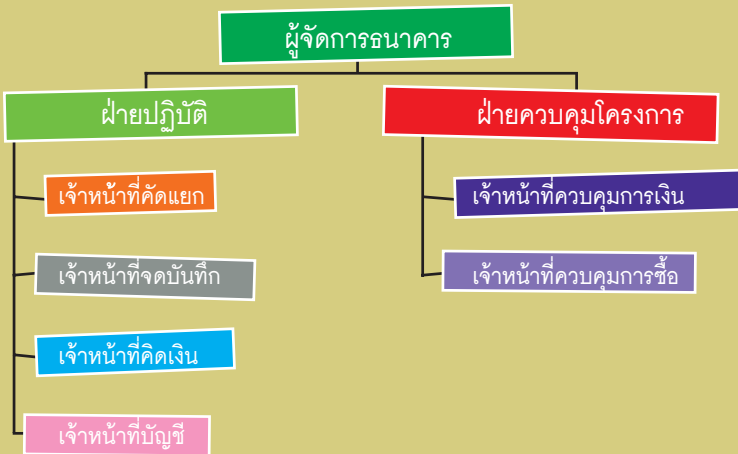 ผู้จัดการธนาคาร
ฝ่ายปฏิบัติ
ฝ่ายควบคุมโครงการ
เจ้าหน้าที่คัดแยก
เจ้าหน้าที่ควบคุมการเงิน
เจ้าหน้าที่จดบันทึก
เจ้าหน้าที่ควบคุมการซื้อ
เจ้าหน้าที่คิดเงิน
เจ้าหน้าที่บัญชี